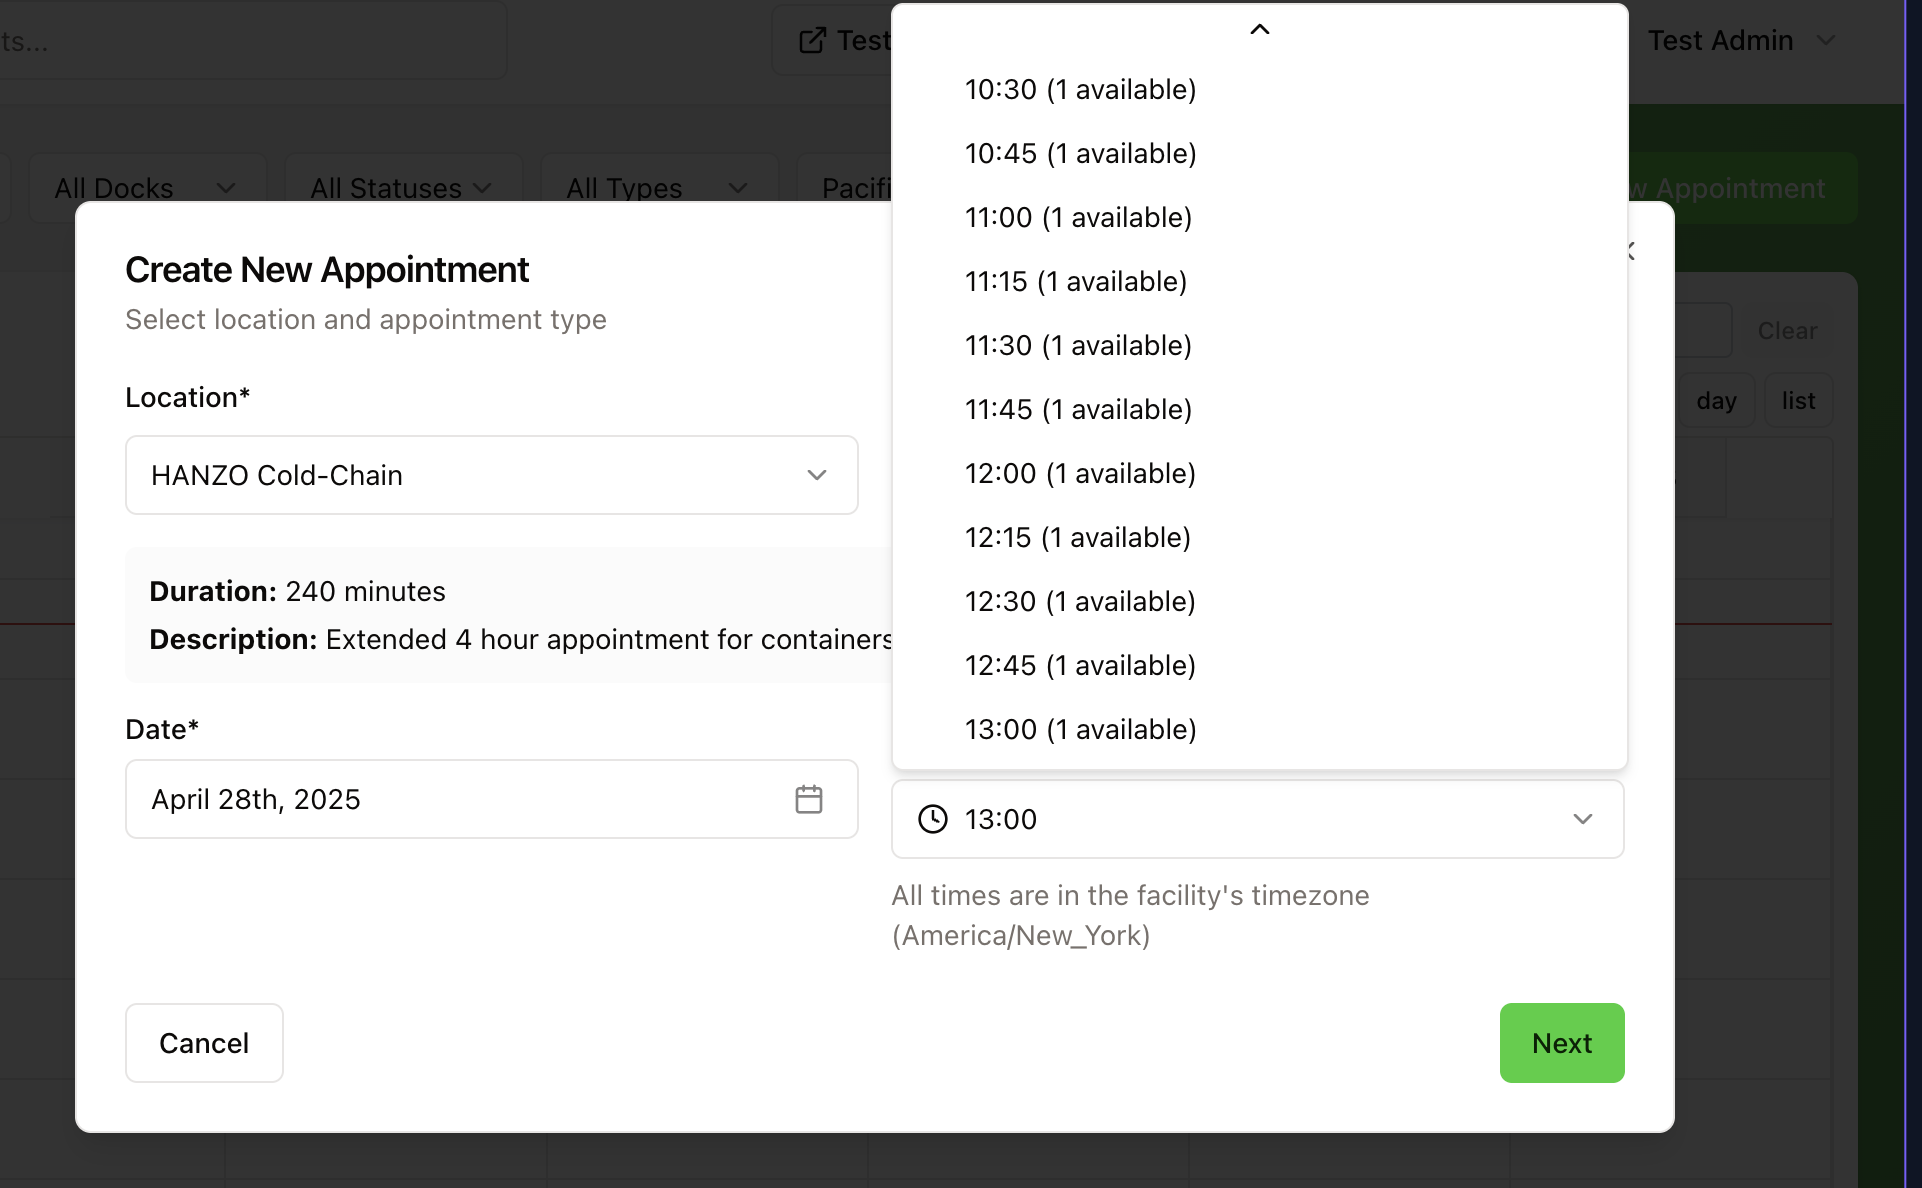 ts...
Test
Test Admin
All Docks
All Statuses
All Types
Appointment
Clear
day
list
Create New Appointment
Select location and appointment type
Location*
HANZO Cold-Chain
Duration: 240 minutes
Description: Extended 4 hour appointment for containers
Date*
April 28th, 2025
10:30 (1 available)
10:45 (1 available)
11:00 (1 available)
11:15 (1 available)
11:30 (1 available)
11:45 (1 available)
12:00 (1 available)
12:15 (1 available)
12:30 (1 available)
12:45 (1 available)
13:00 (1 available)
13:00
All times are in the facility's timezone
(America/New_York)
Cancel
Next